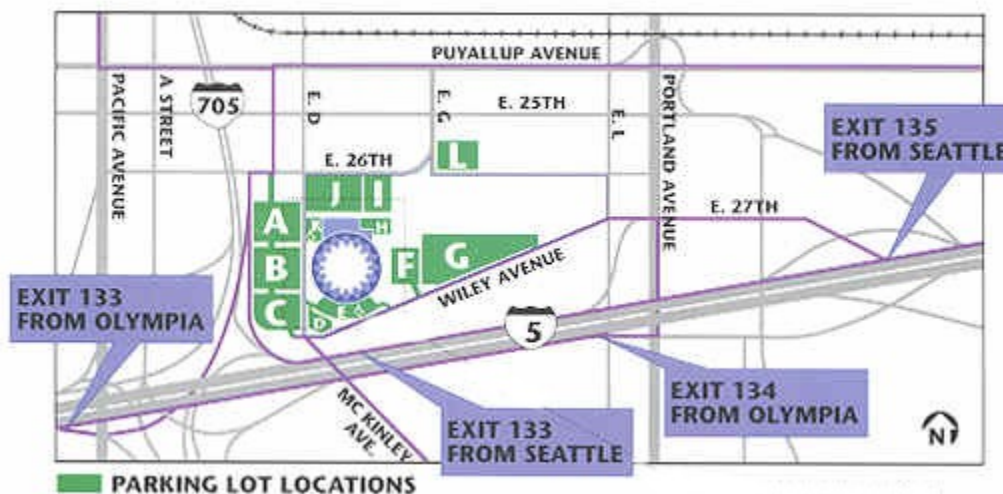 PUYALLUP AVENUE
PACIFIC AVENUE
A STREET
705
E. D
E. G
E. 25TH
E. L
PORTLAND AVENUE
EXIT 135
FROM SEATTLE
E. 26TH
L
J
I
E. 27TH
A
K
H
B
F
G
WILEY AVENUE
C
D
E
EXIT 133
FROM OLYMPIA
5
MC KINLEY
AVE.
EXIT 133
FROM SEATTLE
EXIT 134
FROM OLYMPIA
N
PARKING LOT LOCATIONS